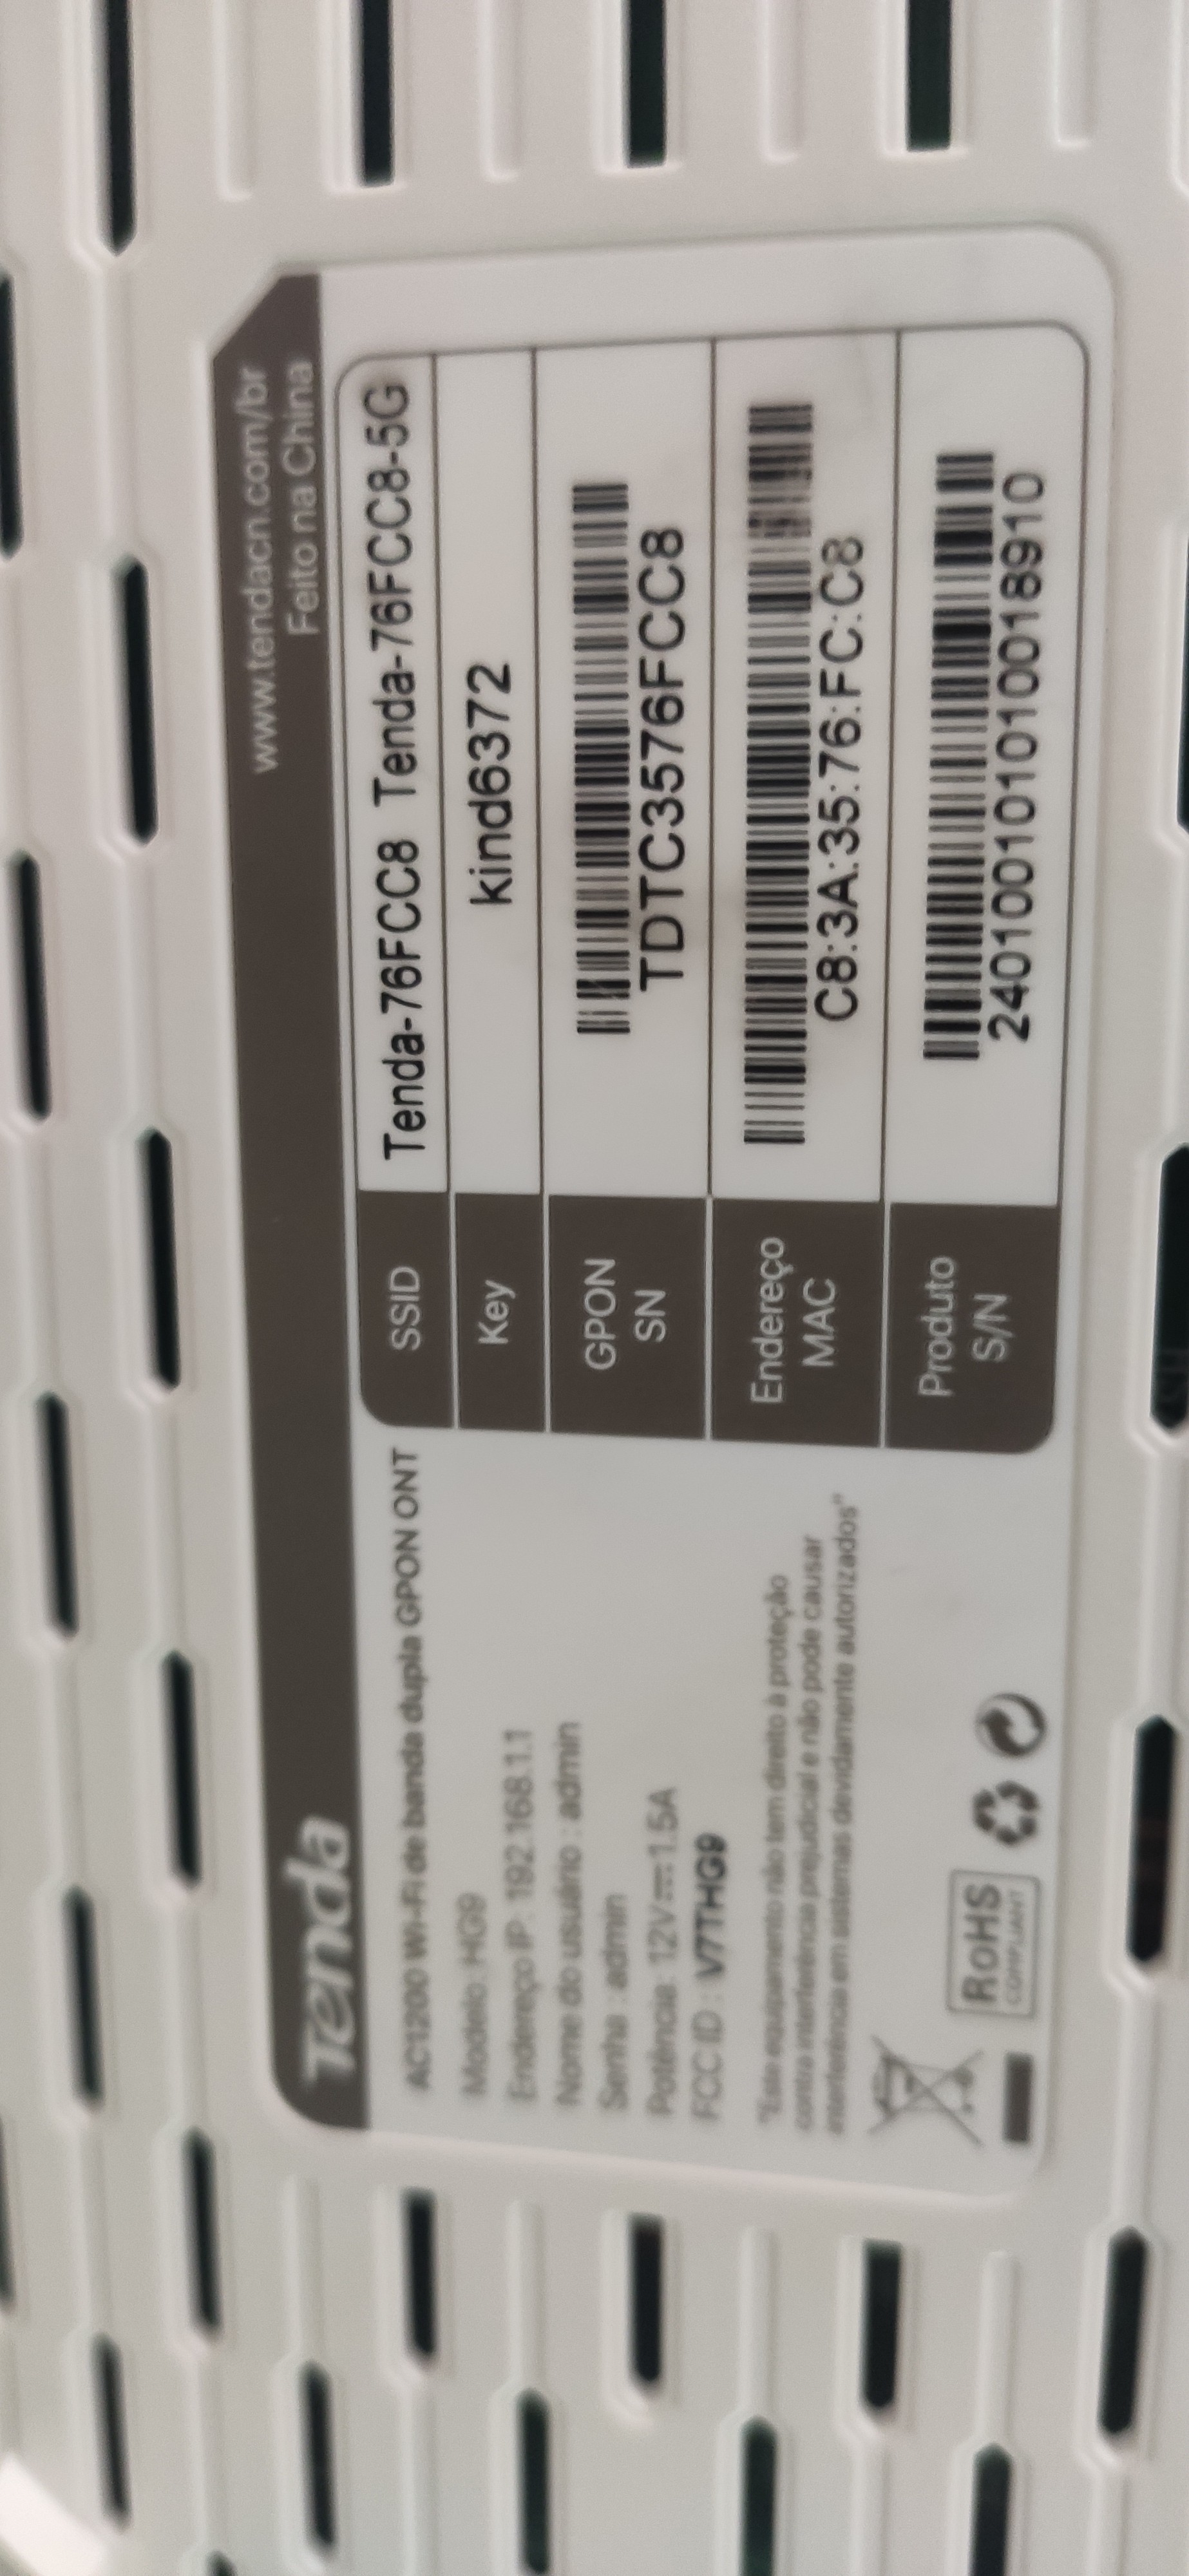 Tenda
www.tendacn.com/br
Feito na China
AC1200 Wi-Fi de banda dupla GPON ONT
Modelo: HG9
Endereço IP: 192.168.1.1
Nome do usuário : admin
Senha : admin
Potência: 12V⎓1.5A
FCC ID : V7THG9
"Este equipamento não tem direito à proteção
contra interferência prejudicial e não pode causar
interferência em sistemas devidamente autorizados"
RoHS
COMPLIANT
SSID
Tenda-76FCC8 Tenda-76FCC8-5G
Key
kind6372
GPON
SN
TDTC3576FCC8
Endereço
MAC
C8:3A:35:76:FC:C8
Produto
S/N
240100101010018910